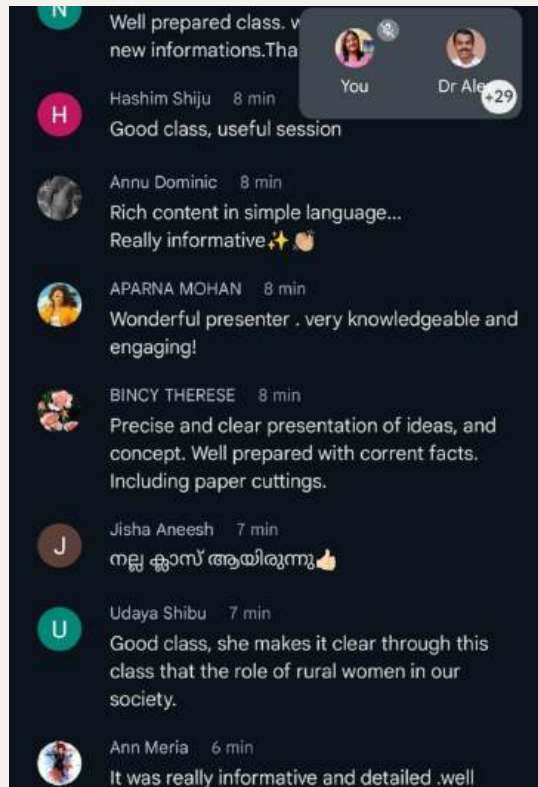 N
Well prepared class. w
new informations.Tha
You
Dr Ale
+29
H
Hashim Shiju 8 min
Good class, useful session
Annu Dominic 8 min
Rich content in simple language...
Really informative✨👏🏼
APARNA MOHAN 8 min
Wonderful presenter . very knowledgeable and
engaging!
BINCY THERESE 8 min
Precise and clear presentation of ideas, and
concept. Well prepared with corrent facts.
Including paper cuttings.
J
Jisha Aneesh 7 min
നല്ല ക്ലാസ് ആയിരുന്നു👍🏼
U
Udaya Shibu 7 min
Good class, she makes it clear through this
class that the role of rural women in our
society.
Ann Meria 6 min
It was really informative and detailed .well